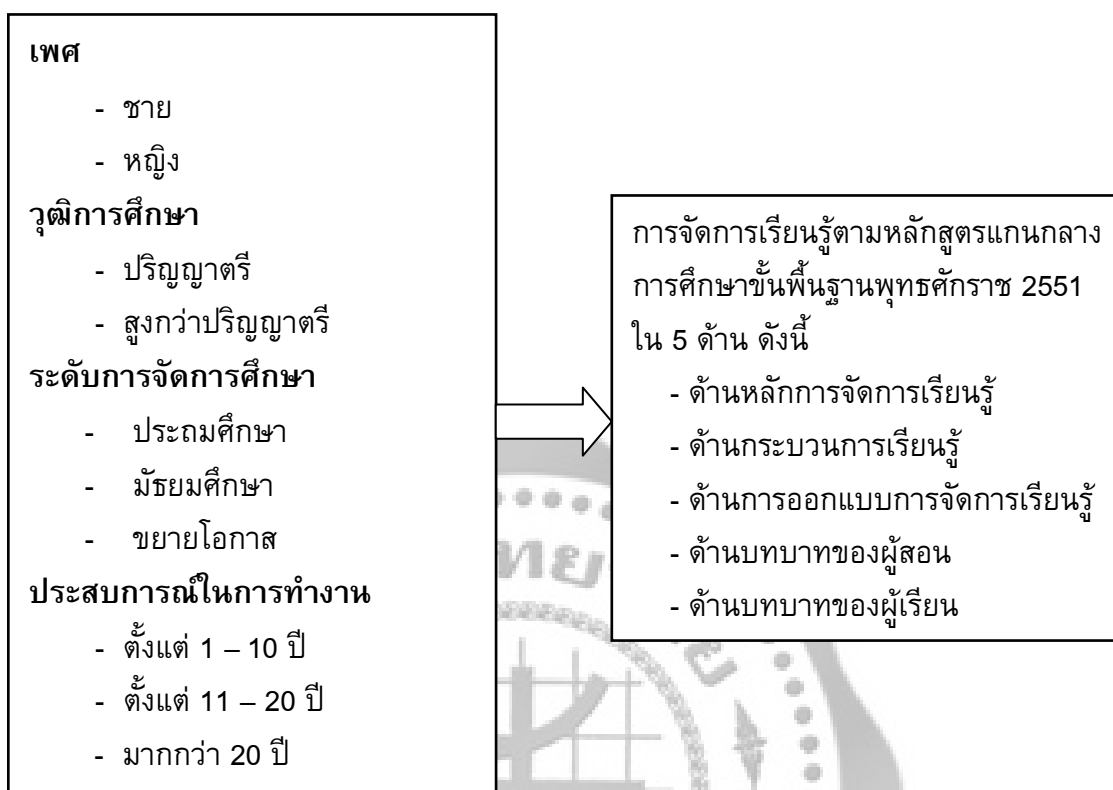 เพศ
- ชาย
- หญิง
วุฒิการศึกษา
- ปริญญาตรี
- สูงกว่าปริญญาตรี
ระดับการจัดการศึกษา
- ประถมศึกษา
- มัธยมศึกษา
- ขยายโอกาส
ประสบการณ์ในการทำงาน
- ตั้งแต่ 1 – 10 ปี
- ตั้งแต่ 11 – 20 ปี
- มากกว่า 20 ปี
การจัดการเรียนรู้ตามหลักสูตรแกนกลาง
การศึกษาขั้นพื้นฐานพุทธศักราช 2551
ใน 5 ด้าน ดังนี้
- ด้านหลักการจัดการเรียนรู้
- ด้านกระบวนการเรียนรู้
- ด้านการออกแบบการจัดการเรียนรู้
- ด้านบทบาทของผู้สอน
- ด้านบทบาทของผู้เรียน